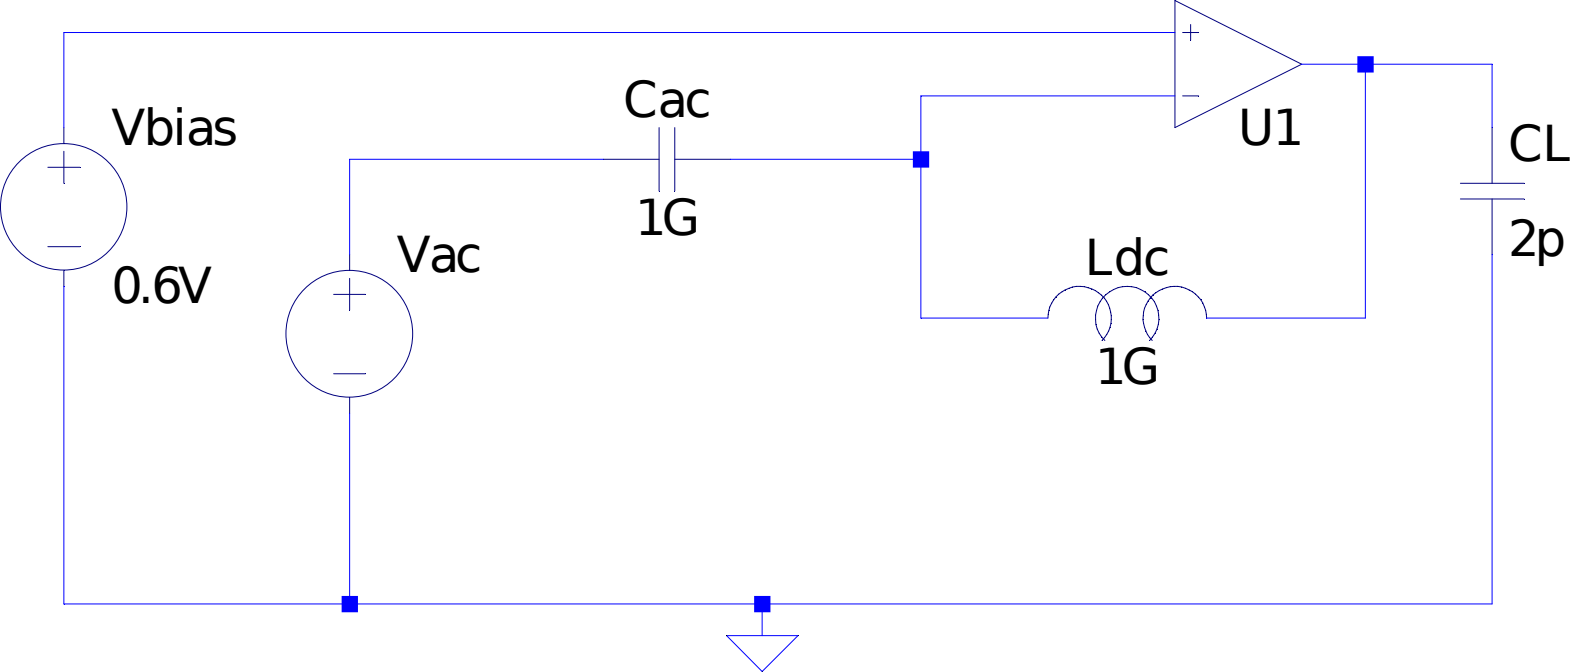 Vbias
0.6V
Vac
Cac
1G
+
−
U1
Ldc
1G
CL
2p